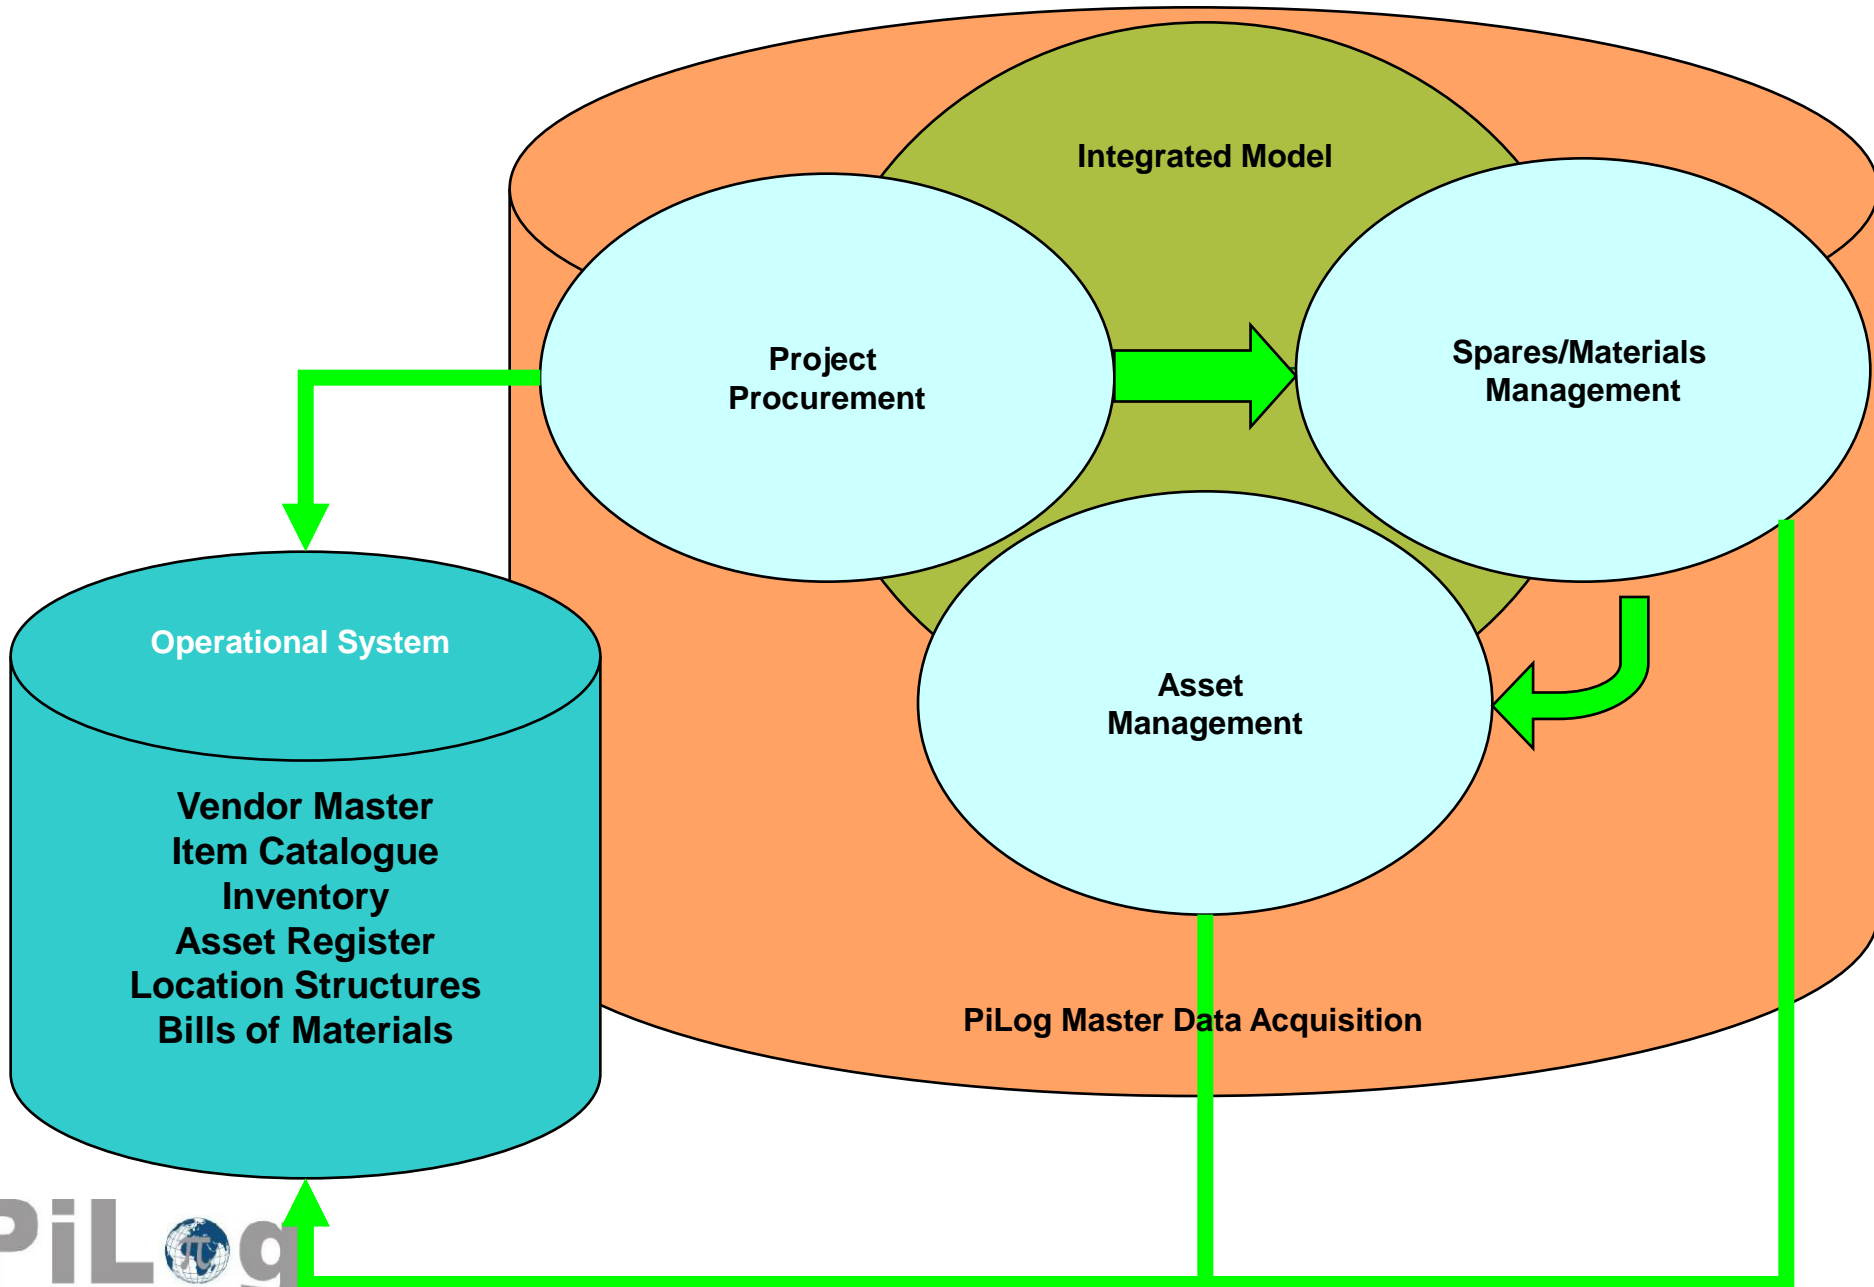 Integrated Model
Project
Procurement
Spares/Materials
Management
Asset
Management
Operational System
Vendor Master
Item Catalogue
Inventory
Asset Register
Location Structures
Bills of Materials
PiLog Master Data Acquisition
PiLog